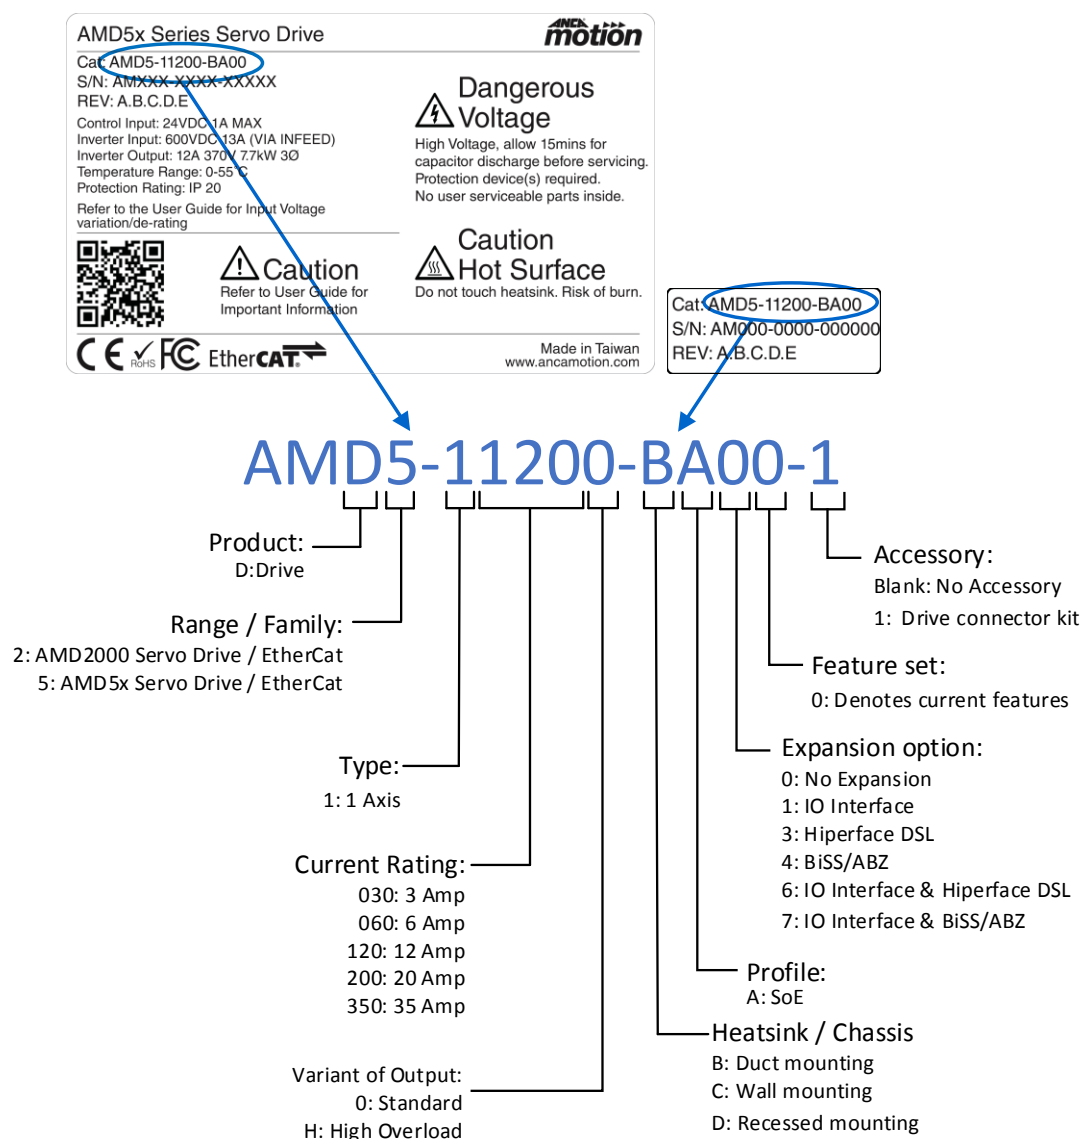 AMD5x Series Servo Drive
ANCA motion
Cat: AMD5-11200-BA00
S/N: AMXXX-XXXX-XXXXX
REV: A.B.C.D.E
Control Input: 24VDC 1A MAX
Inverter Input: 600VDC 13A (VIA INFEED)
Inverter Output: 12A 370V 7.7kW 3Ø
Temperature Range: 0-55°C
Protection Rating: IP 20
Refer to the User Guide for Input Voltage
variation/de-rating
Dangerous
Voltage
High Voltage, allow 15mins for
capacitor discharge before servicing.
Protection device(s) required.
No user serviceable parts inside.
Caution
Refer to User Guide for
Important Information
Caution
Hot Surface
Do not touch heatsink. Risk of burn.
CE RoHS FC EtherCAT
Made in Taiwan
www.ancamotion.com
Cat: AMD5-11200-BA00
S/N: AM000-0000-000000
REV: A.B.C.D.E
AMD5-11200-BA00-1
Product:
D:Drive
Range / Family:
2: AMD2000 Servo Drive / EtherCat
5: AMD5x Servo Drive / EtherCat
Type:
1: 1 Axis
Current Rating:
030: 3 Amp
060: 6 Amp
120: 12 Amp
200: 20 Amp
350: 35 Amp
Variant of Output:
0: Standard
H: High Overload
Accessory:
Blank: No Accessory
1: Drive connector kit
Feature set:
0: Denotes current features
Expansion option:
0: No Expansion
1: IO Interface
3: Hiperface DSL
4: BiSS/ABZ
6: IO Interface & Hiperface DSL
7: IO Interface & BiSS/ABZ
Profile:
A: SoE
Heatsink / Chassis
B: Duct mounting
C: Wall mounting
D: Recessed mounting